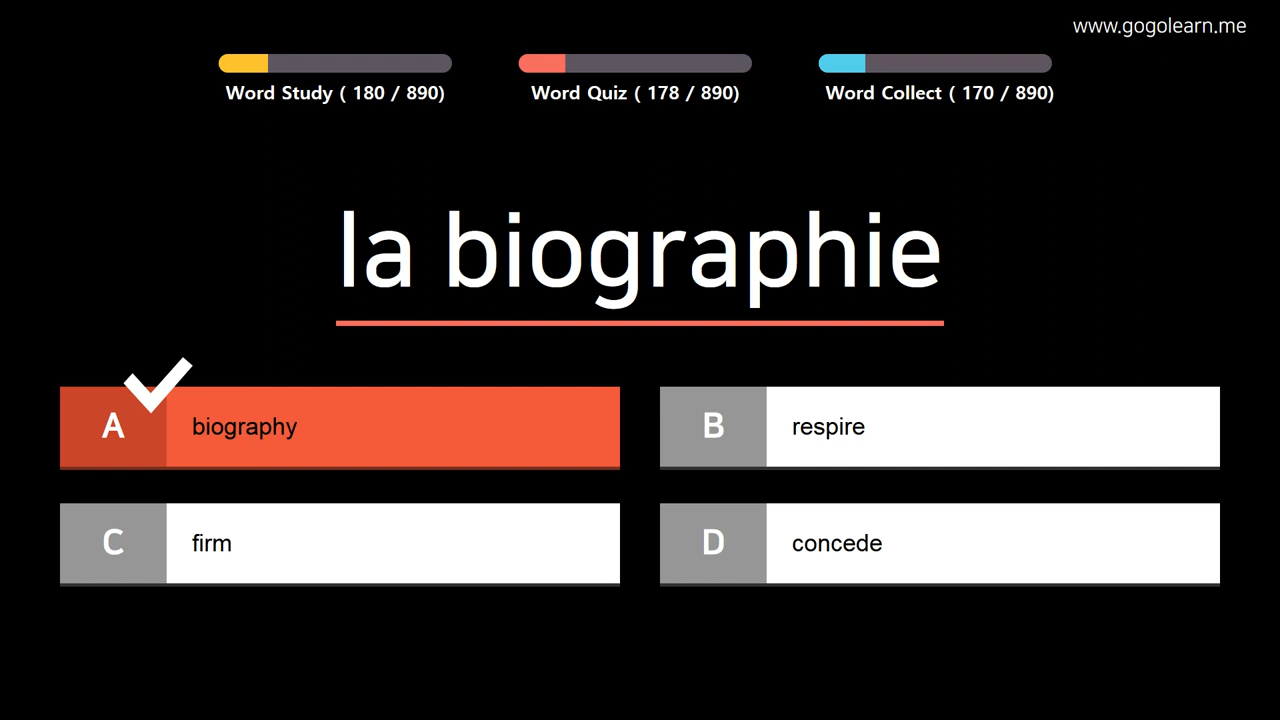 www.gogolearn.me
Word Study ( 180 / 890)
Word Quiz ( 178 / 890)
Word Collect ( 170 / 890)
la biographie
A biography
B respire
C firm
D concede